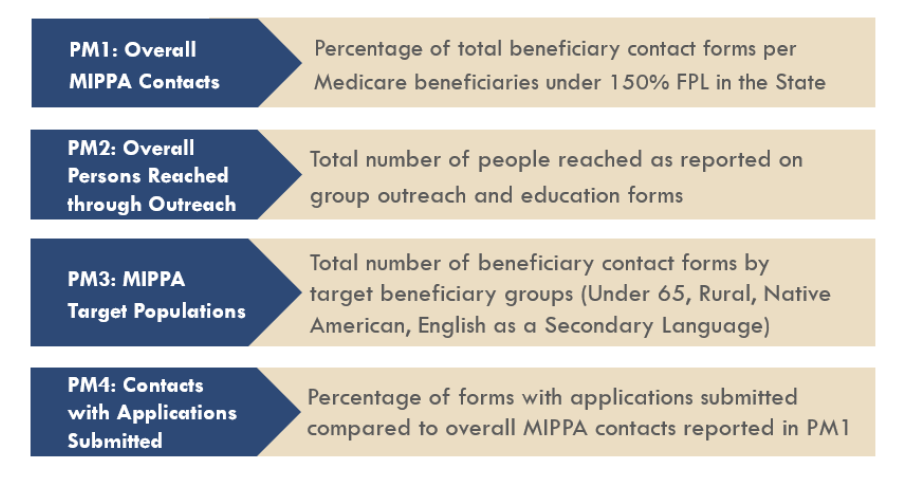 PM1: Overall
MIPPA Contacts
Percentage of total beneficiary contact forms per
Medicare beneficiaries under 150% FPL in the State
PM2: Overall
Persons Reached
through Outreach
Total number of people reached as reported on
group outreach and education forms
PM3: MIPPA
Target Populations
Total number of beneficiary contact forms by
target beneficiary groups (Under 65, Rural, Native
American, English as a Secondary Language)
PM4: Contacts
with Applications
Submitted
Percentage of forms with applications submitted
compared to overall MIPPA contacts reported in PM1